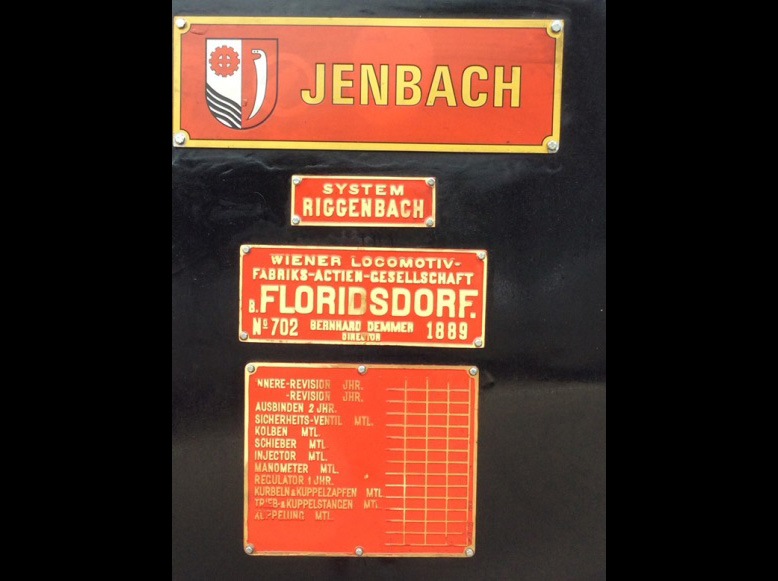 JENBACH
SYSTEM
RIGGENBACH
WIENER LOCOMOTIV-
FABRIKS-ACTIEN-GESELLSCHAFT
B. FLORIDSDORF.
Nº 702 BERNHARD DEMMER 1889
DIRECTOR
INNERE-REVISION JHR.
-REVISION JHR.
AUSBINDEN 2 JHR.
SICHERHEITS-VENTIL MTL.
KOLBEN MTL.
SCHIEBER MTL.
INJECTOR MTL.
MANOMETER MTL.
REGULATOR 1 JHR.
KURBELN & KUPPELZAPFEN MTL.
TRIEB- & KUPPELSTANGEN MTL.
KUPPELUNG MTL.